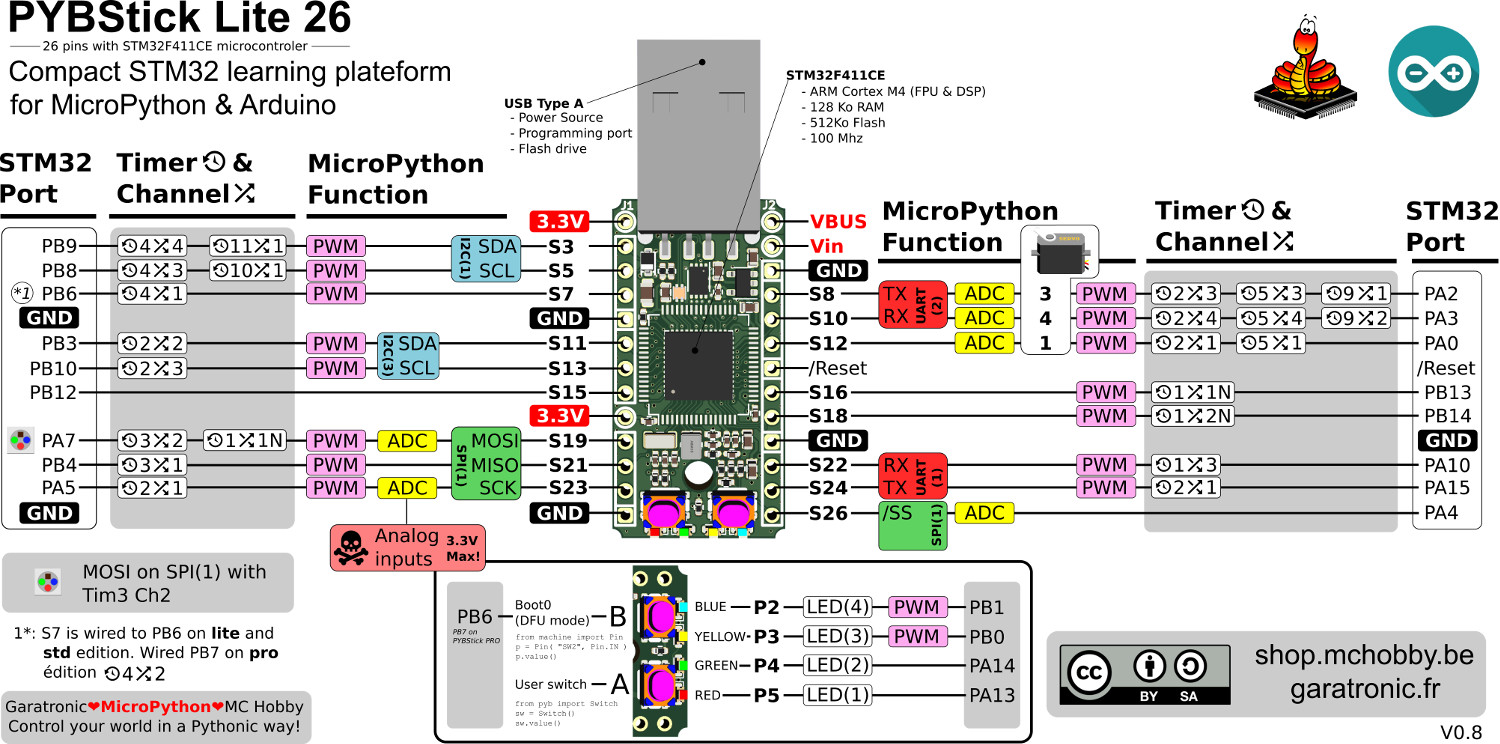 PYBStick Lite 26
26 pins with STM32F411CE microcontroler
Compact STM32 learning plateform
for MicroPython & Arduino
USB Type A
- Power Source
- Programming port
- Flash drive
STM32F411CE
- ARM Cortex M4 (FPU & DSP)
- 128 Ko RAM
- 512Ko Flash
- 100 Mhz
STM32 Port
Timer & Channel
MicroPython Function
J1
3.3V
PB9 4 4 11 1 PWM I2C(1) SDA S3
PB8 4 3 10 1 PWM SCL S5
*1 PB6 4 1 PWM S7
GND GND
PB3 2 2 PWM I2C(3) SDA S11
PB10 2 3 PWM SCL S13
PB12 S15
3.3V
PA7 3 2 1 1N PWM ADC SPI(1) MOSI S19
PB4 3 1 PWM MISO S21
PA5 2 1 PWM ADC SCK S23
GND GND
Analog inputs 3.3V Max!
J2
MicroPython Function
Timer & Channel
STM32 Port
VBUS
Vin
GND
S8 TX UART (2) ADC 3 PWM 2 3 5 3 9 1 PA2
S10 RX ADC 4 PWM 2 4 5 4 9 2 PA3
S12 ADC 1 PWM 2 1 5 1 PA0
/Reset /Reset
S16 PWM 1 1N PB13
S18 PWM 1 2N PB14
GND GND
S22 RX UART (1) PWM 1 3 PA10
S24 TX PWM 2 1 PA15
S26 /SS SPI(1) ADC PA4
MOSI on SPI(1) with
Tim3 Ch2
1*: S7 is wired to PB6 on lite and
std edition. Wired PB7 on pro
édition 4 2
Garatronic❤MicroPython❤MC Hobby
Control your world in a Pythonic way!
PB6
PB7 on
PYBStick PRO
Boot0
(DFU mode) B
from machine import Pin
p = Pin( "SW2", Pin.IN )
p.value()
User switch A
from pyb import Switch
sw = Switch()
sw.value()
BLUE P2 LED(4) PWM PB1
YELLOW P3 LED(3) PWM PB0
GREEN P4 LED(2) PA14
RED P5 LED(1) PA13
cc BY SA
shop.mchobby.be
garatronic.fr
V0.8